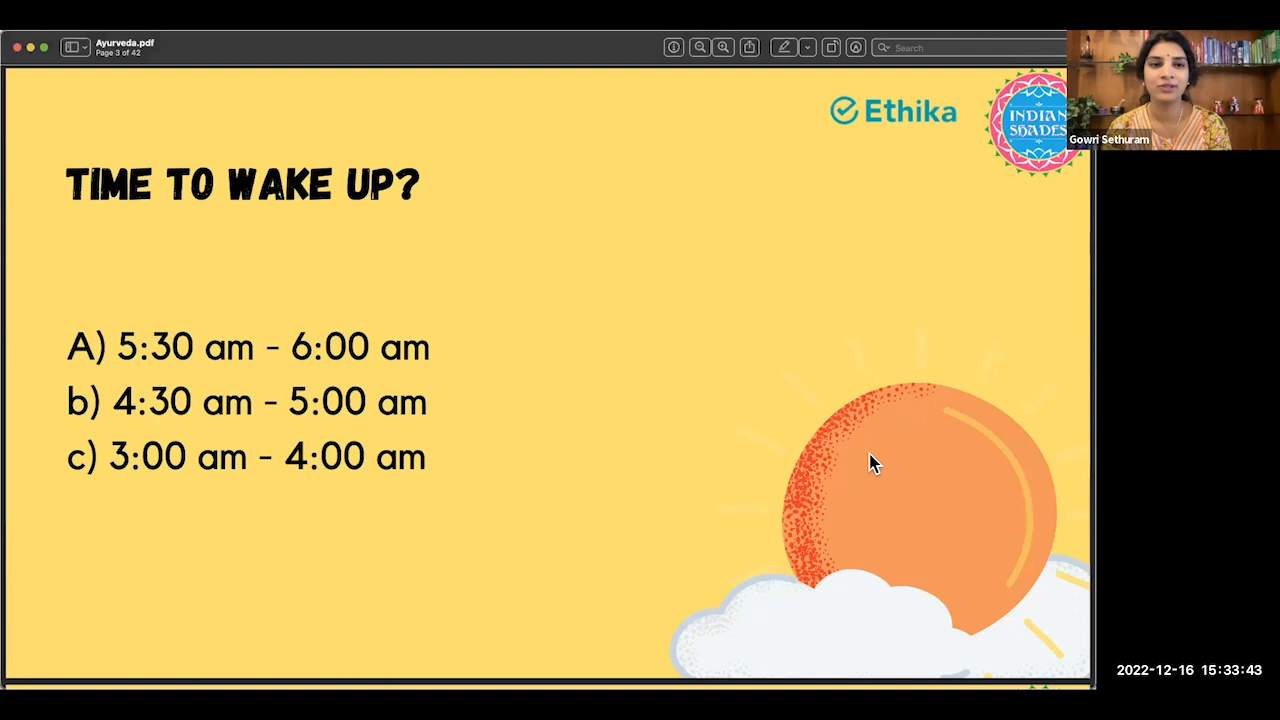 Ayurveda.pdf
Page 3 of 42
Search
Ethika
INDIAN
SHADES
Gowri Sethuram
TIME TO WAKE UP?
A) 5:30 am - 6:00 am
b) 4:30 am - 5:00 am
c) 3:00 am - 4:00 am
2022-12-16 15:33:43